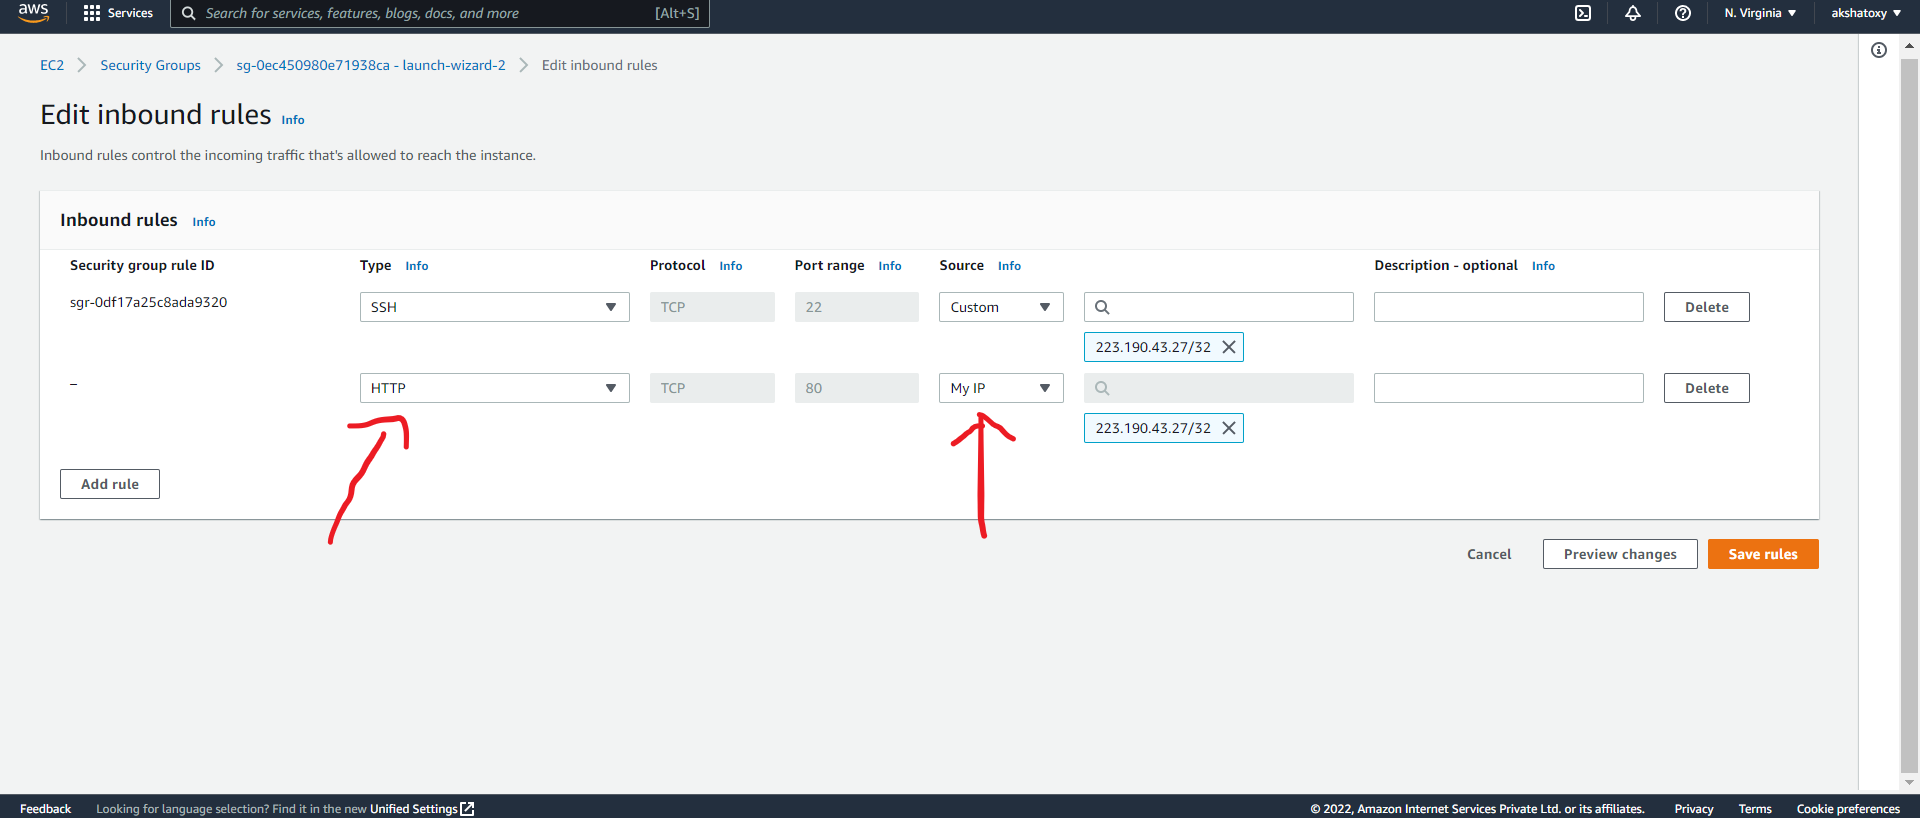 aws Services Search for services, features, blogs, docs, and more [Alt+S] N. Virginia akshatoxy
EC2 Security Groups sg-0ec450980e71938ca - launch-wizard-2 Edit inbound rules
Edit inbound rules Info
Inbound rules control the incoming traffic that's allowed to reach the instance.
Inbound rules Info
Security group rule ID Type Info Protocol Info Port range Info Source Info Description - optional Info
sgr-0df17a25c8ada9320 SSH TCP 22 Custom Delete
223.190.43.27/32
– HTTP TCP 80 My IP Delete
223.190.43.27/32
Add rule
Cancel Preview changes Save rules
Feedback Looking for language selection? Find it in the new Unified Settings © 2022, Amazon Internet Services Private Ltd. or its affiliates. Privacy Terms Cookie preferences